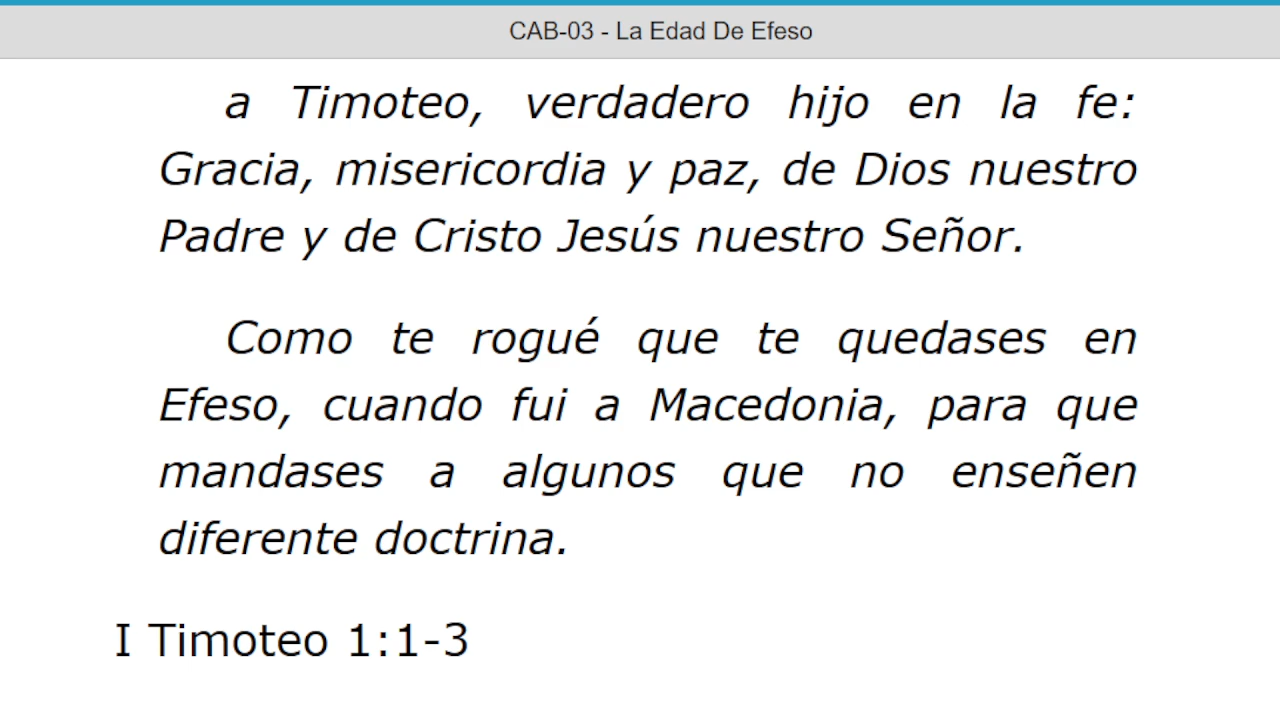 CAB-03 - La Edad De Efeso
a Timoteo, verdadero hijo en la fe:
Gracia, misericordia y paz, de Dios nuestro
Padre y de Cristo Jesús nuestro Señor.
Como te rogué que te quedases en
Efeso, cuando fui a Macedonia, para que
mandases a algunos que no enseñen
diferente doctrina.
I Timoteo 1:1-3